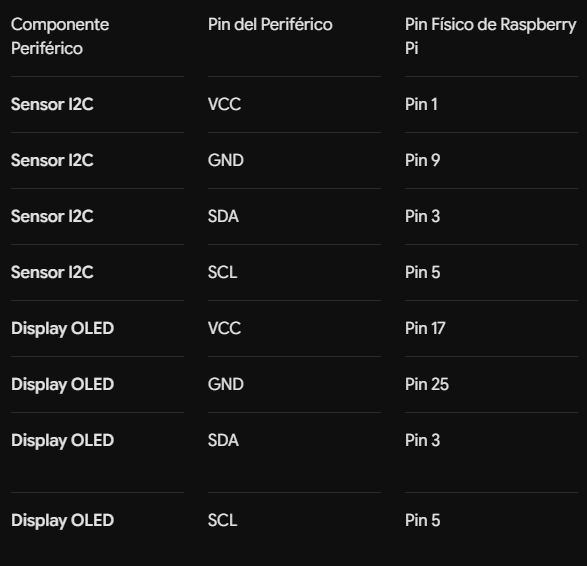 Componente Pin del Periférico Pin Físico de Raspberry
Periférico Pi
Sensor I2C VCC Pin 1
Sensor I2C GND Pin 9
Sensor I2C SDA Pin 3
Sensor I2C SCL Pin 5
Display OLED VCC Pin 17
Display OLED GND Pin 25
Display OLED SDA Pin 3
Display OLED SCL Pin 5